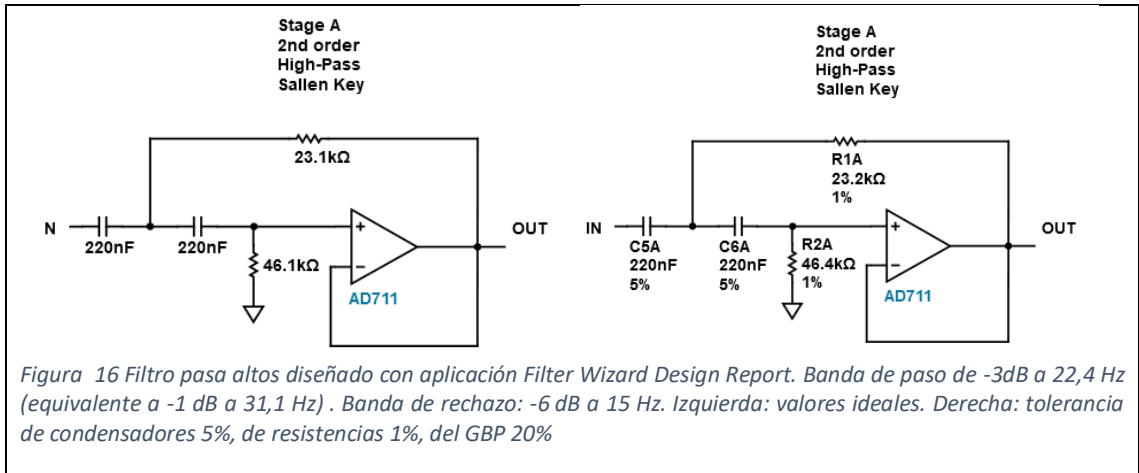 Stage A
2nd order
High-Pass
Sallen Key
23.1kΩ
N
220nF
220nF
46.1kΩ
+
−
AD711
OUT
Stage A
2nd order
High-Pass
Sallen Key
R1A
23.2kΩ
1%
IN
C5A
220nF
5%
C6A
220nF
5%
R2A
46.4kΩ
1%
+
−
AD711
OUT
Figura 16 Filtro pasa altos diseñado con aplicación Filter Wizard Design Report. Banda de paso de -3dB a 22,4 Hz
(equivalente a -1 dB a 31,1 Hz) . Banda de rechazo: -6 dB a 15 Hz. Izquierda: valores ideales. Derecha: tolerancia
de condensadores 5%, de resistencias 1%, del GBP 20%